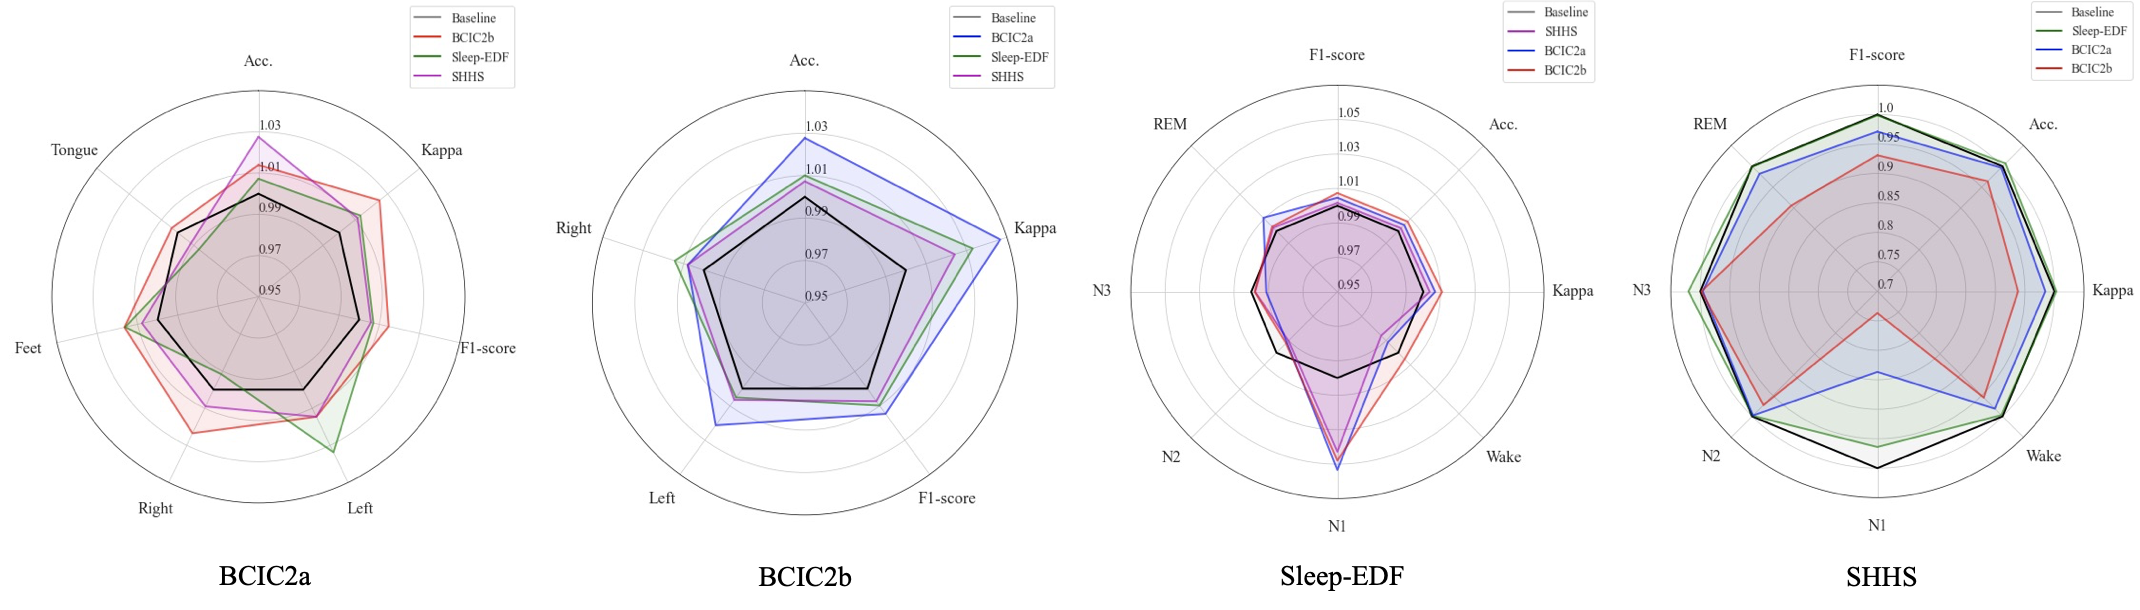 Baseline
BCIC2b
Sleep-EDF
SHHS
Acc.
Kappa
F1-score
Left
Right
Feet
Tongue
1.03
1.01
0.99
0.97
0.95
BCIC2a
Baseline
BCIC2a
Sleep-EDF
SHHS
Acc.
Kappa
F1-score
Left
Right
1.03
1.01
0.99
0.97
0.95
BCIC2b
Baseline
SHHS
BCIC2a
BCIC2b
F1-score
Acc.
Kappa
Wake
N1
N2
N3
REM
1.05
1.03
1.01
0.99
0.97
0.95
Sleep-EDF
Baseline
Sleep-EDF
BCIC2a
BCIC2b
F1-score
Acc.
Kappa
Wake
N1
N2
N3
REM
1.0
0.95
0.9
0.85
0.8
0.75
0.7
SHHS